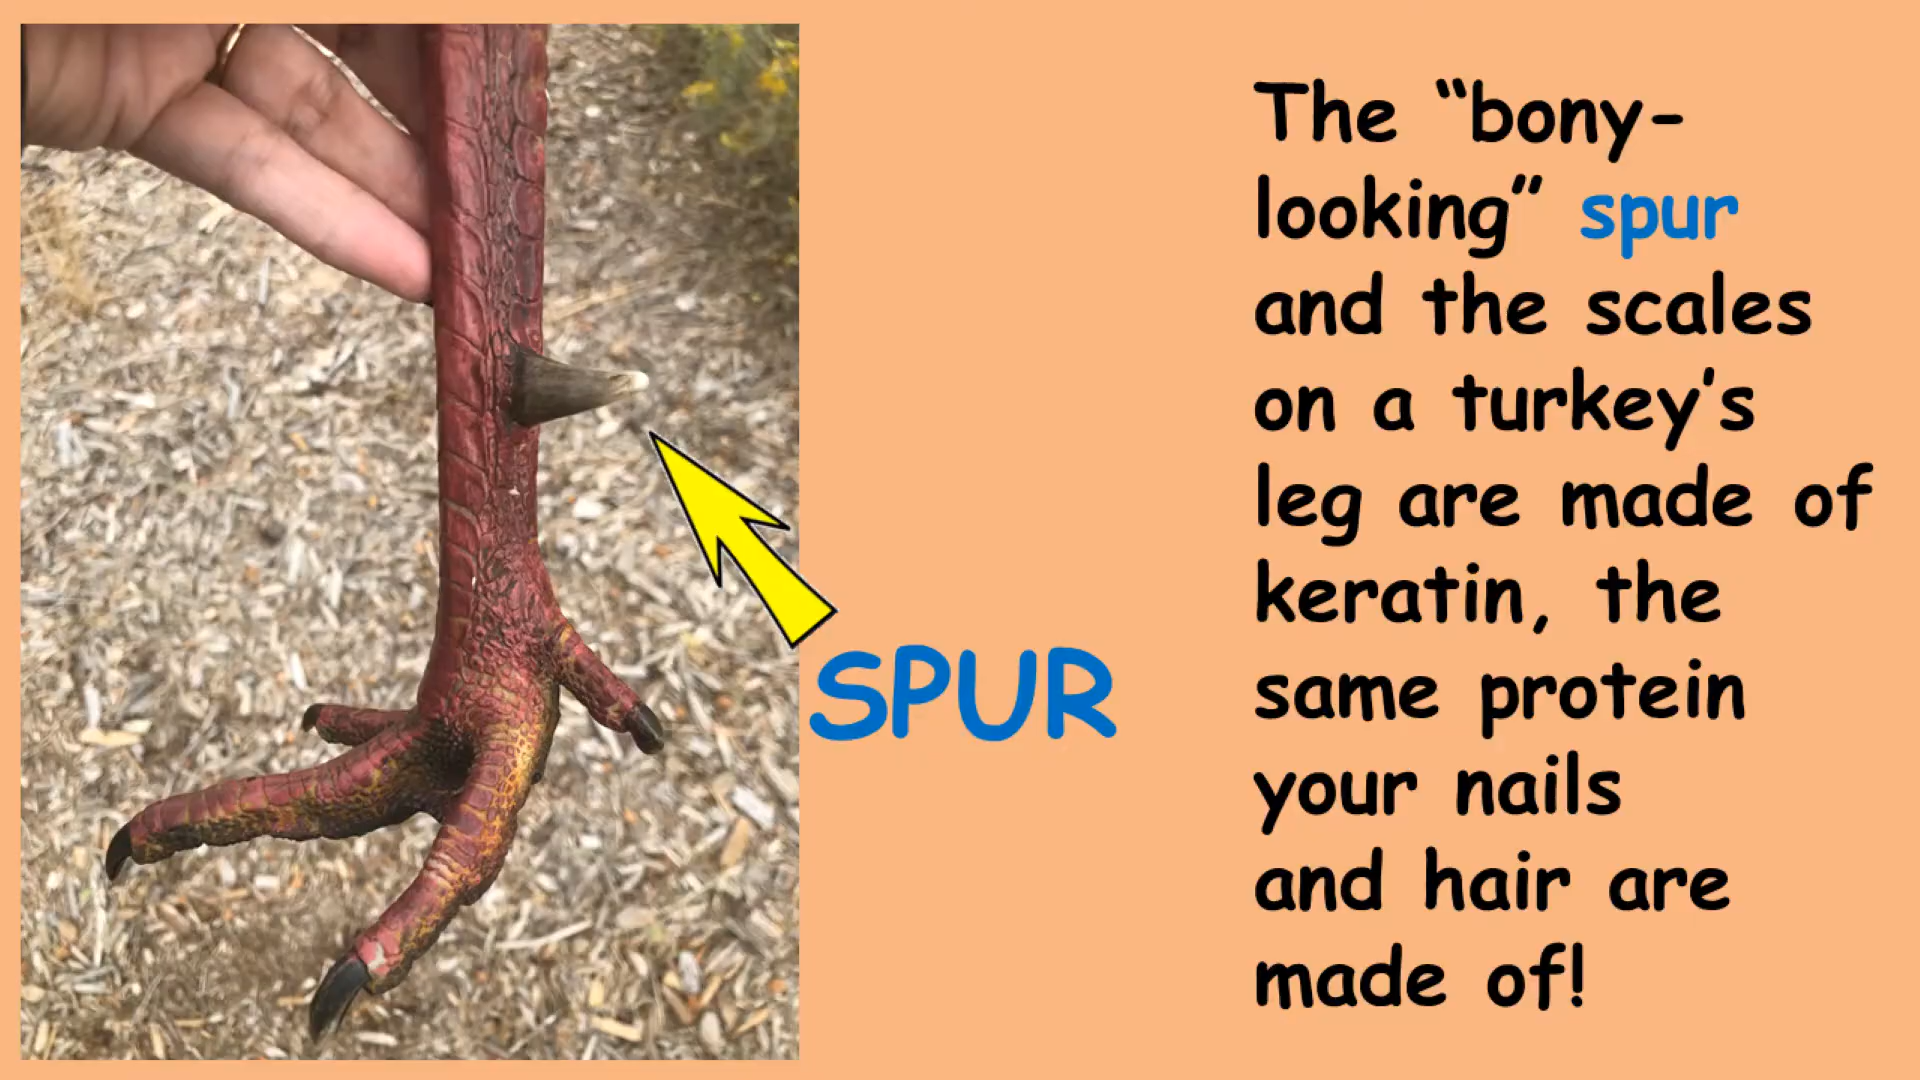 The “bony-
looking” spur
and the scales
on a turkey’s
leg are made of
keratin, the
same protein
your nails
and hair are
made of!
SPUR